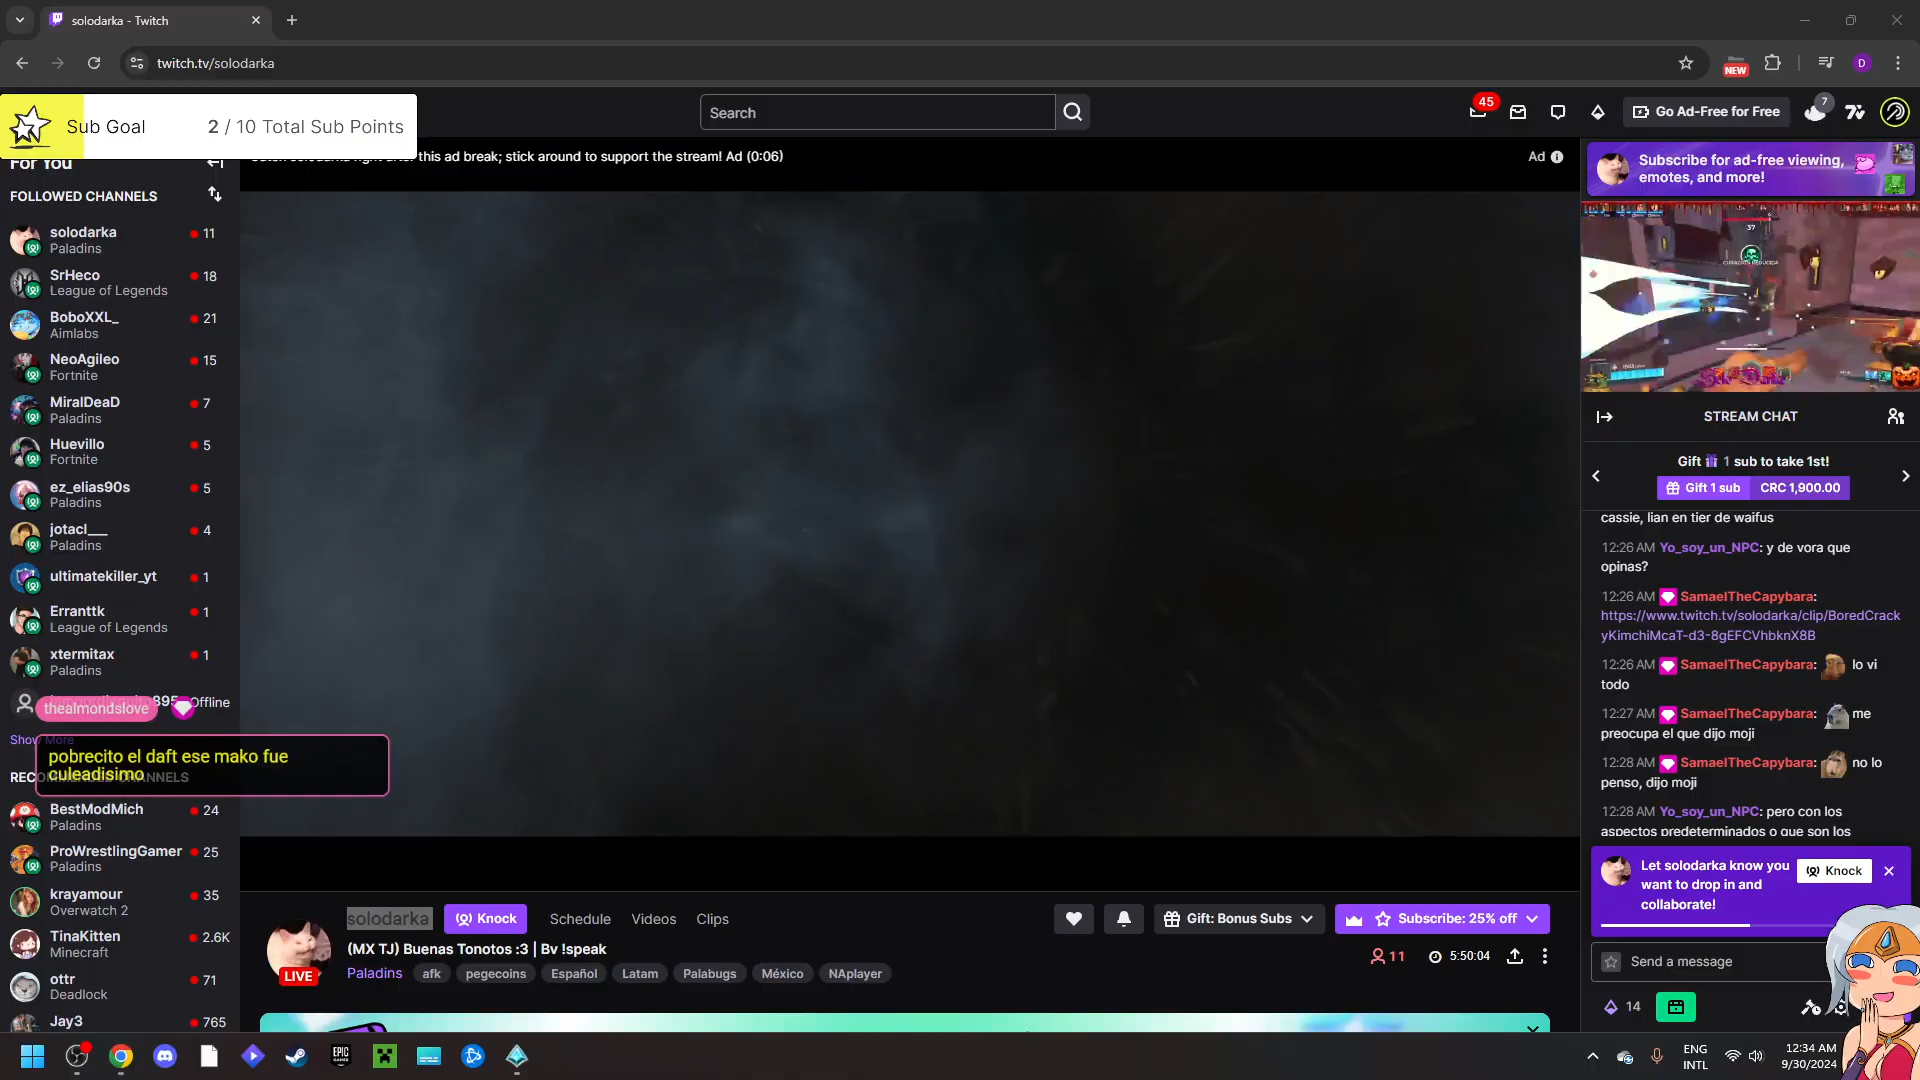 solodarka - Twitch
twitch.tv/solodarka
NEW
D
Sub Goal
2 / 10 Total Sub Points
Search
45
Go Ad-Free for Free
7
For You
this ad break; stick around to support the stream! Ad (0:06)
Ad
FOLLOWED CHANNELS
solodarka
11
Paladins
SrHeco
18
League of Legends
BoboXXL_
21
Aimlabs
NeoAgileo
15
Fortnite
MiralDeaD
7
Paladins
Huevillo
5
Fortnite
ez_elias90s
5
Paladins
jotacl___
4
Paladins
ultimatekiller_yt
1
Erranttk
1
League of Legends
xtermitax
1
Paladins
895
Offline
thealmondslove
Show More
pobrecito el daft ese mako fue
culeadisimo
RECOMMENDED CHANNELS
BestModMich
24
Paladins
ProWrestlingGamer
25
Paladins
krayamour
35
Overwatch 2
TinaKitten
2.6K
Minecraft
ottr
71
Deadlock
Jay3
765
LIVE
solodarka
Knock
Schedule
Videos
Clips
Gift: Bonus Subs
Subscribe: 25% off
(MX TJ) Buenas Tonotos :3 | Bv !speak
11
5:50:04
Paladins
afk
pegecoins
Español
Latam
Palabugs
México
NAplayer
Subscribe for ad-free viewing,
emotes, and more!
37
STREAM CHAT
Gift 1 sub to take 1st!
Gift 1 sub
CRC 1,900.00
cassie, lian en tier de waifus
12:26 AM Yo_soy_un_NPC: y de vora que
opinas?
12:26 AM SamaelTheCapybara:
https://www.twitch.tv/solodarka/clip/BoredCrack
yKimchiMcaT-d3-8gEFCVhbknX8B
12:26 AM SamaelTheCapybara: lo vi
todo
12:27 AM SamaelTheCapybara: me
preocupa el que dijo moji
12:28 AM SamaelTheCapybara: no lo
penso, dijo moji
12:28 AM Yo_soy_un_NPC: pero con los
aspectos predeterminados o que son los
Let solodarka know you
want to drop in and
collaborate!
Knock
Send a message
14
EPIC
GAMES
ENG
INTL
12:34 AM
9/30/2024